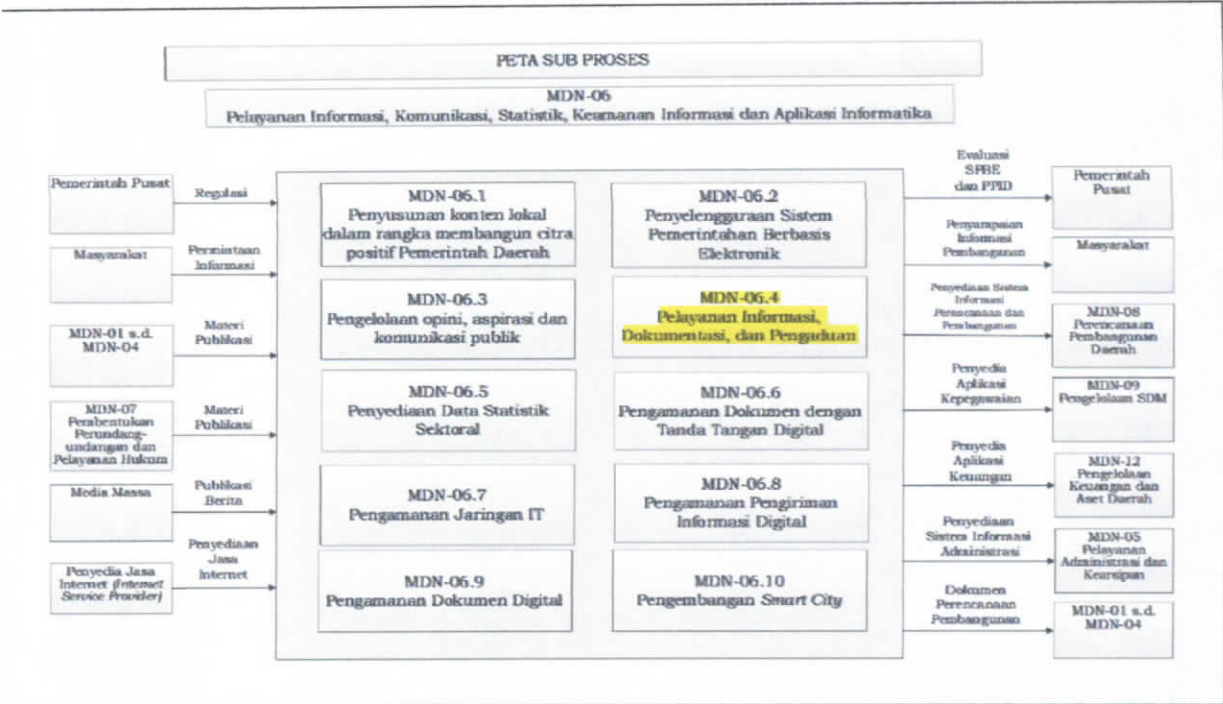 PETA SUB PROSES
MDN-06
Pelayanan Informasi, Komunikasi, Statistik, Keamanan Informasi dan Aplikasi Informatika
Pemerintah Pusat
Regulasi
Masyarakat
Permintaan
Informasi
MDN-01 s.d.
MDN-04
Materi
Publikasi
MDN-07
Pembentukan
Perundang-
undangan dan
Pelayanan Hukum
Materi
Publikasi
Media Massa
Publikasi
Berita
Penyedia Jasa
Internet (Internet
Service Provider)
Penyediaan
Jasa
Internet
MDN-06.1
Penyusunan konten lokal
dalam rangka membangun citra
positif Pemerintah Daerah
MDN-06.2
Penyelenggaraan Sistem
Pemerintahan Berbasis
Elektronik
MDN-06.3
Pengelolaan opini, aspirasi dan
komunikasi publik
MDN-06.4
Pelayanan Informasi,
Dokumentasi, dan Pengaduan
MDN-06.5
Penyediaan Data Statistik
Sektoral
MDN-06.6
Pengamanan Dokumen dengan
Tanda Tangan Digital
MDN-06.7
Pengamanan Jaringan IT
MDN-06.8
Pengamanan Pengiriman
Informasi Digital
MDN-06.9
Pengamanan Dokumen Digital
MDN-06.10
Pengembangan Smart City
Evaluasi
SPBE
dan PPID
Pemerintah
Pusat
Penyampaian
Informasi
Pembangunan
Masyarakat
Penyediaan Sistem
Informasi
Perencanaan dan
Pembangunan
MDN-08
Perencanaan
Pembangunan
Daerah
Penyedia
Aplikasi
Kepegawaian
MDN-09
Pengelolaan SDM
Penyedia
Aplikasi
Keuangan
MDN-12
Pengelolaan
Keuangan dan
Aset Daerah
Penyediaan
Sistem Informasi
Administrasi
MDN-05
Pelayanan
Administrasi dan
Kearsipan
Dokumen
Perencanaan
Pembangunan
MDN-01 s.d.
MDN-04